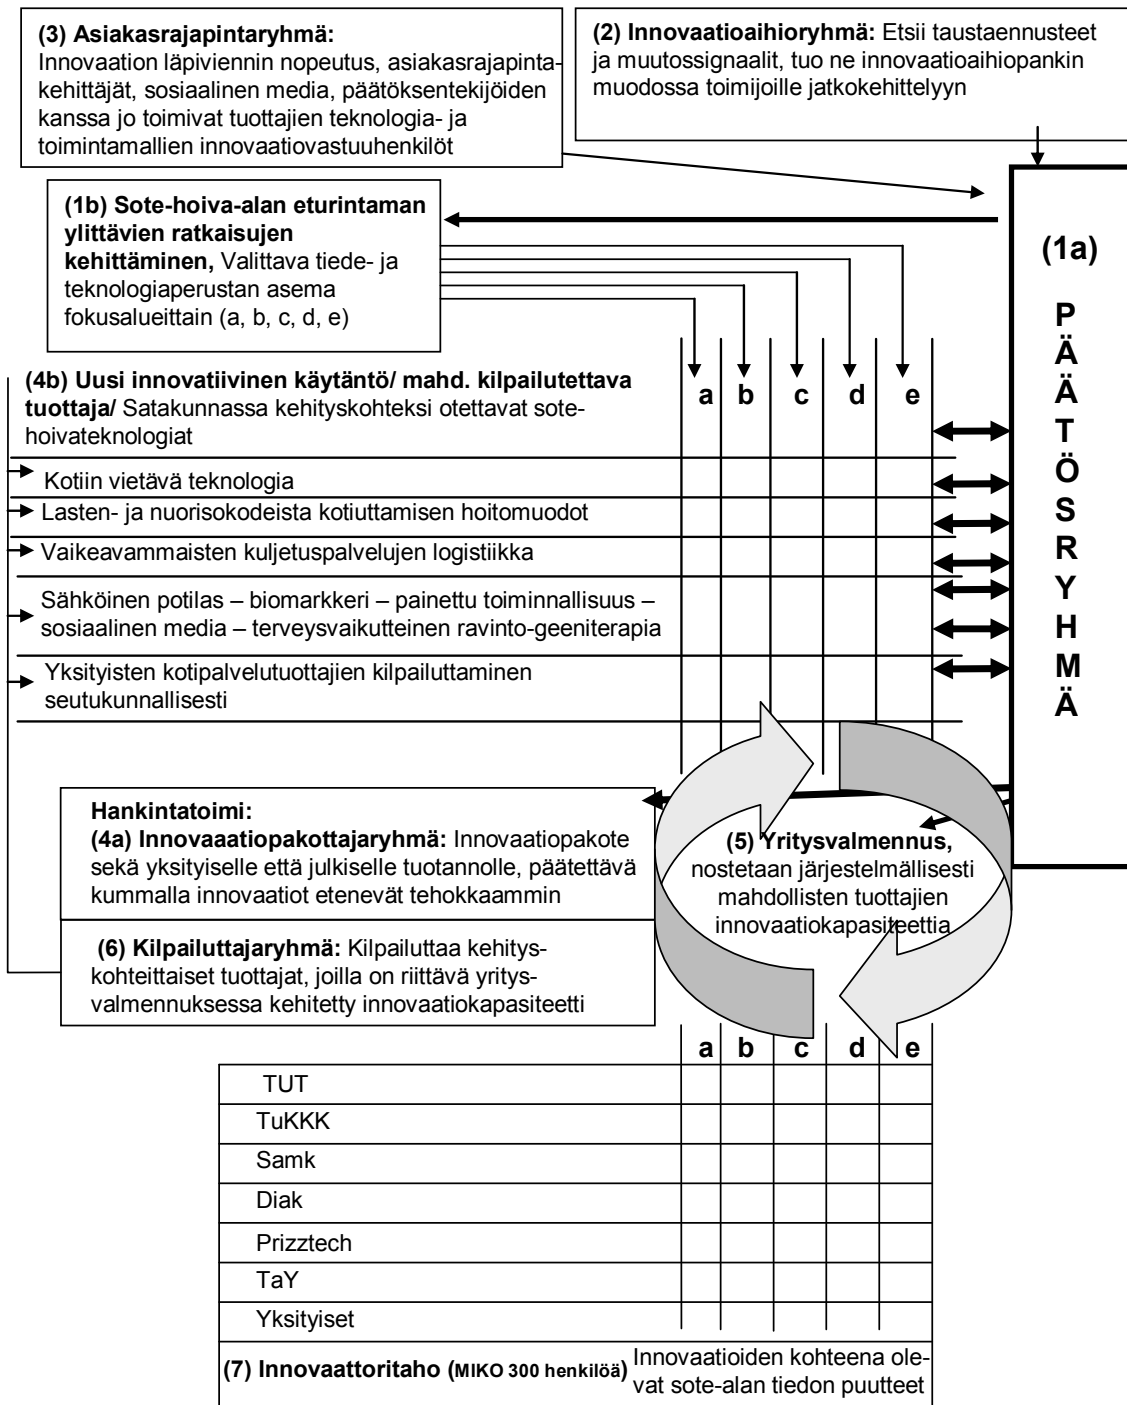 (3) Asiakasrajapintaryhmä:
Innovaation läpiviennin nopeutus, asiakasrajapinta-
kehittäjät, sosiaalinen media, päätöksentekijöiden
kanssa jo toimivat tuottajien teknologia- ja
toimintamallien innovaatiovastuuhenkilöt
(2) Innovaatioaihioryhmä: Etsii taustaennusteet
ja muutossignaalit, tuo ne innovaatioaihiopankin
muodossa toimijoille jatkokehittelyyn
(1b) Sote-hoiva-alan eturintaman
ylittävien ratkaisujen
kehittäminen, Valittava tiede- ja
teknologiaperustan asema
fokusalueittain (a, b, c, d, e)
(1a)
P
Ä
Ä
T
Ö
S
R
Y
H
M
Ä
a b c d e
(4b) Uusi innovatiivinen käytäntö/ mahd. kilpailutettava
tuottaja/ Satakunnassa kehityskohteksi otettavat sote-
hoivateknologiat
Kotiin vietävä teknologia
Lasten- ja nuorisokodeista kotiuttamisen hoitomuodot
Vaikeavammaisten kuljetuspalvelujen logistiikka
Sähköinen potilas – biomarkkeri – painettu toiminnallisuus –
sosiaalinen media – terveysvaikutteinen ravinto-geeniterapia
Yksityisten kotipalvelutuottajien kilpailuttaminen
seutukunnallisesti
Hankintatoimi:
(4a) Innovaaatiopakottajaryhmä: Innovaatiopakote
sekä yksityiselle että julkiselle tuotannolle, päätettävä
kummalla innovaatiot etenevät tehokkaammin
(5) Yritysvalmennus,
nostetaan järjestelmällisesti
mahdollisten tuottajien
innovaatiokapasiteettia
(6) Kilpailuttajaryhmä: Kilpailuttaa kehitys-
kohteittaiset tuottajat, joilla on riittävä yritys-
valmennuksessa kehitetty innovaatiokapasiteetti
a b c d e
TUT
TuKKK
Samk
Diak
Prizztech
TaY
Yksityiset
(7) Innovaattoritaho (MIKO 300 henkilöä)
Innovaatioiden kohteena ole-
vat sote-alan tiedon puutteet